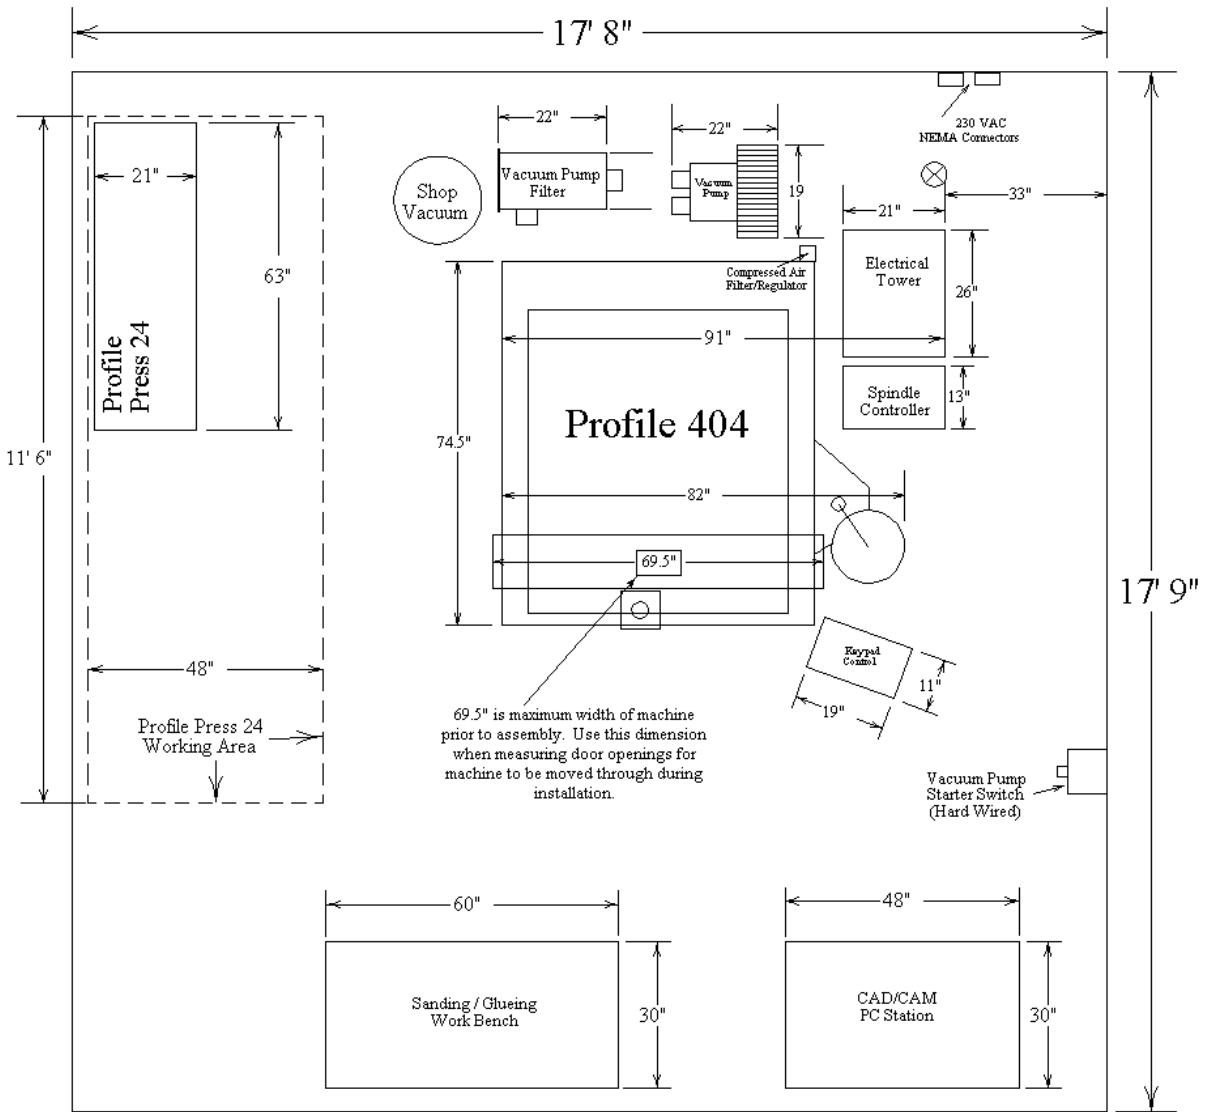 17' 8"
230 VAC
NEMA Connectors
22"
22"
Vacuum Pump
Filter
Vacuum
Pump
19
Shop
Vacuum
21"
63"
Profile
Press 24
33"
21"
Electrical
Tower
26"
Compressed Air
Filter/Regulator
91"
Spindle
Controller
13"
Profile 404
74.5"
11' 6"
82"
69.5"
17' 9"
Keypad
Control
11"
19"
48"
Profile Press 24
Working Area
69.5" is maximum width of machine
prior to assembly. Use this dimension
when measuring door openings for
machine to be moved through during
installation.
Vacuum Pump
Starter Switch
(Hard Wired)
60"
48"
Sanding / Glueing
Work Bench
30"
CAD/CAM
PC Station
30"